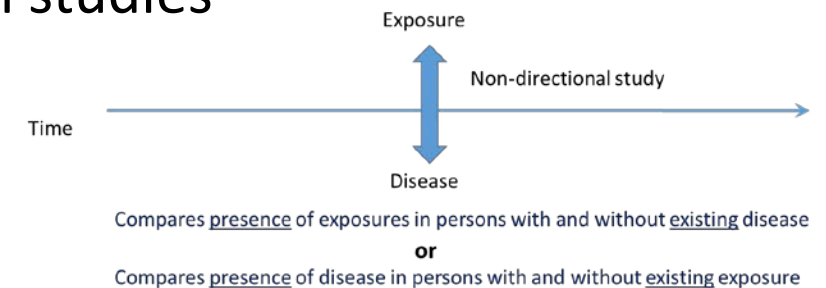 studies
Exposure
Non-directional study
Time
Disease
Compares presence of exposures in persons with and without existing disease
or
Compares presence of disease in persons with and without existing exposure